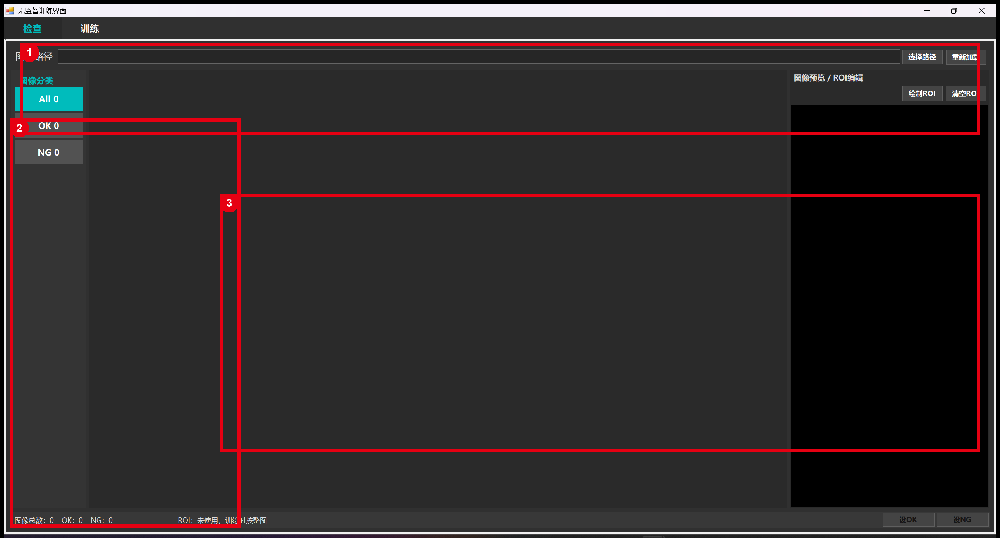 无监督训练界面
检查 训练
1
路径 选择路径 重新加载
图像分类
All 0
OK 0
NG 0
2
3
图像预览 / ROI编辑
绘制ROI 清空RO
图像总数：0 OK：0 NG：0 ROI：未使用，训练时按整图
设OK 设NG